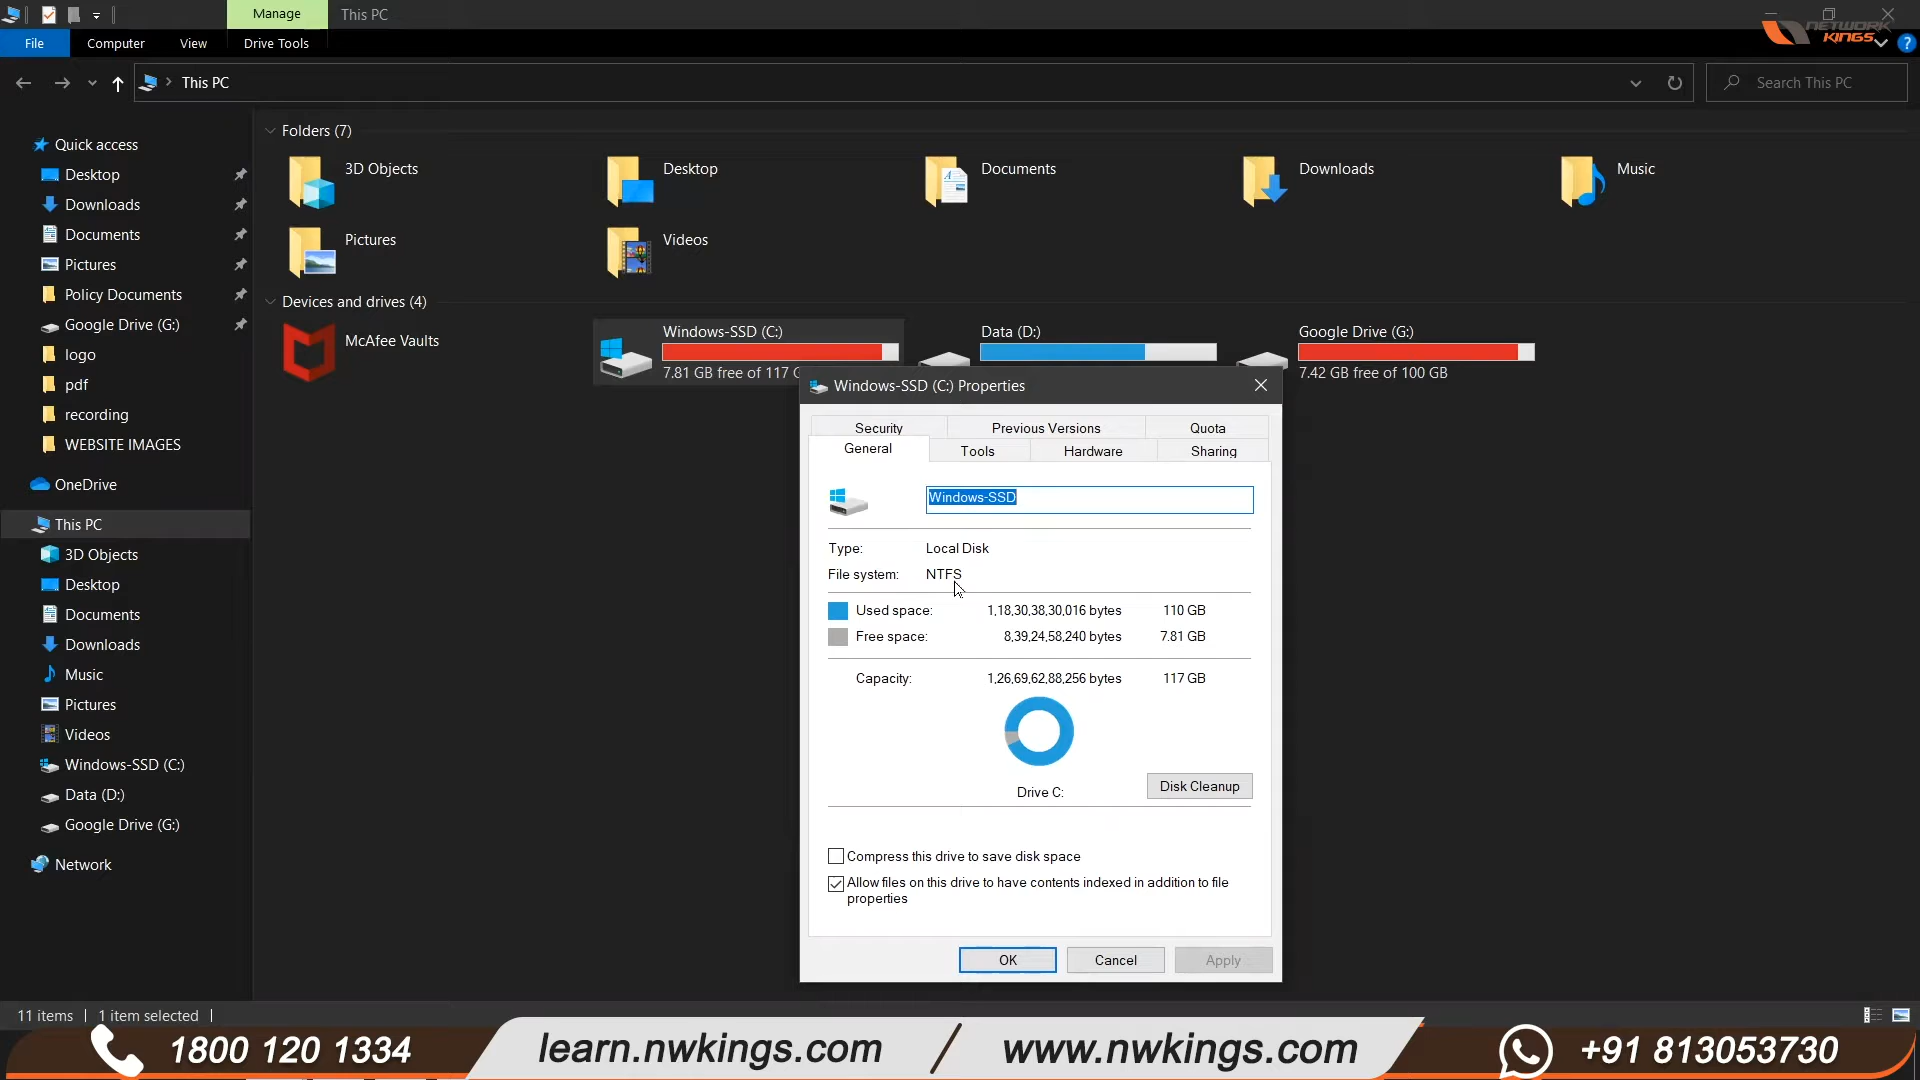 Manage
This PC
File
Computer
View
Drive Tools
NETWORK
KINGS
This PC
Search This PC
Quick access
Desktop
Downloads
Documents
Pictures
Policy Documents
Google Drive (G:)
logo
pdf
recording
WEBSITE IMAGES
OneDrive
This PC
3D Objects
Desktop
Documents
Downloads
Music
Pictures
Videos
Windows-SSD (C:)
Data (D:)
Google Drive (G:)
Network
Folders (7)
3D Objects
Desktop
Documents
Downloads
Music
Pictures
Videos
Devices and drives (4)
McAfee Vaults
Windows-SSD (C:)
7.81 GB free of 117
Data (D:)
Google Drive (G:)
7.42 GB free of 100 GB
Windows-SSD (C:) Properties
Security
Previous Versions
Quota
General
Tools
Hardware
Sharing
Windows-SSD
Type: Local Disk
File system: NTFS
Used space: 1,18,30,38,30,016 bytes 110 GB
Free space: 8,39,24,58,240 bytes 7.81 GB
Capacity: 1,26,69,62,88,256 bytes 117 GB
Drive C:
Disk Cleanup
Compress this drive to save disk space
Allow files on this drive to have contents indexed in addition to file
properties
OK
Cancel
Apply
11 items
1 item selected
1800 120 1334
learn.nwkings.com / www.nwkings.com
+91 813053730